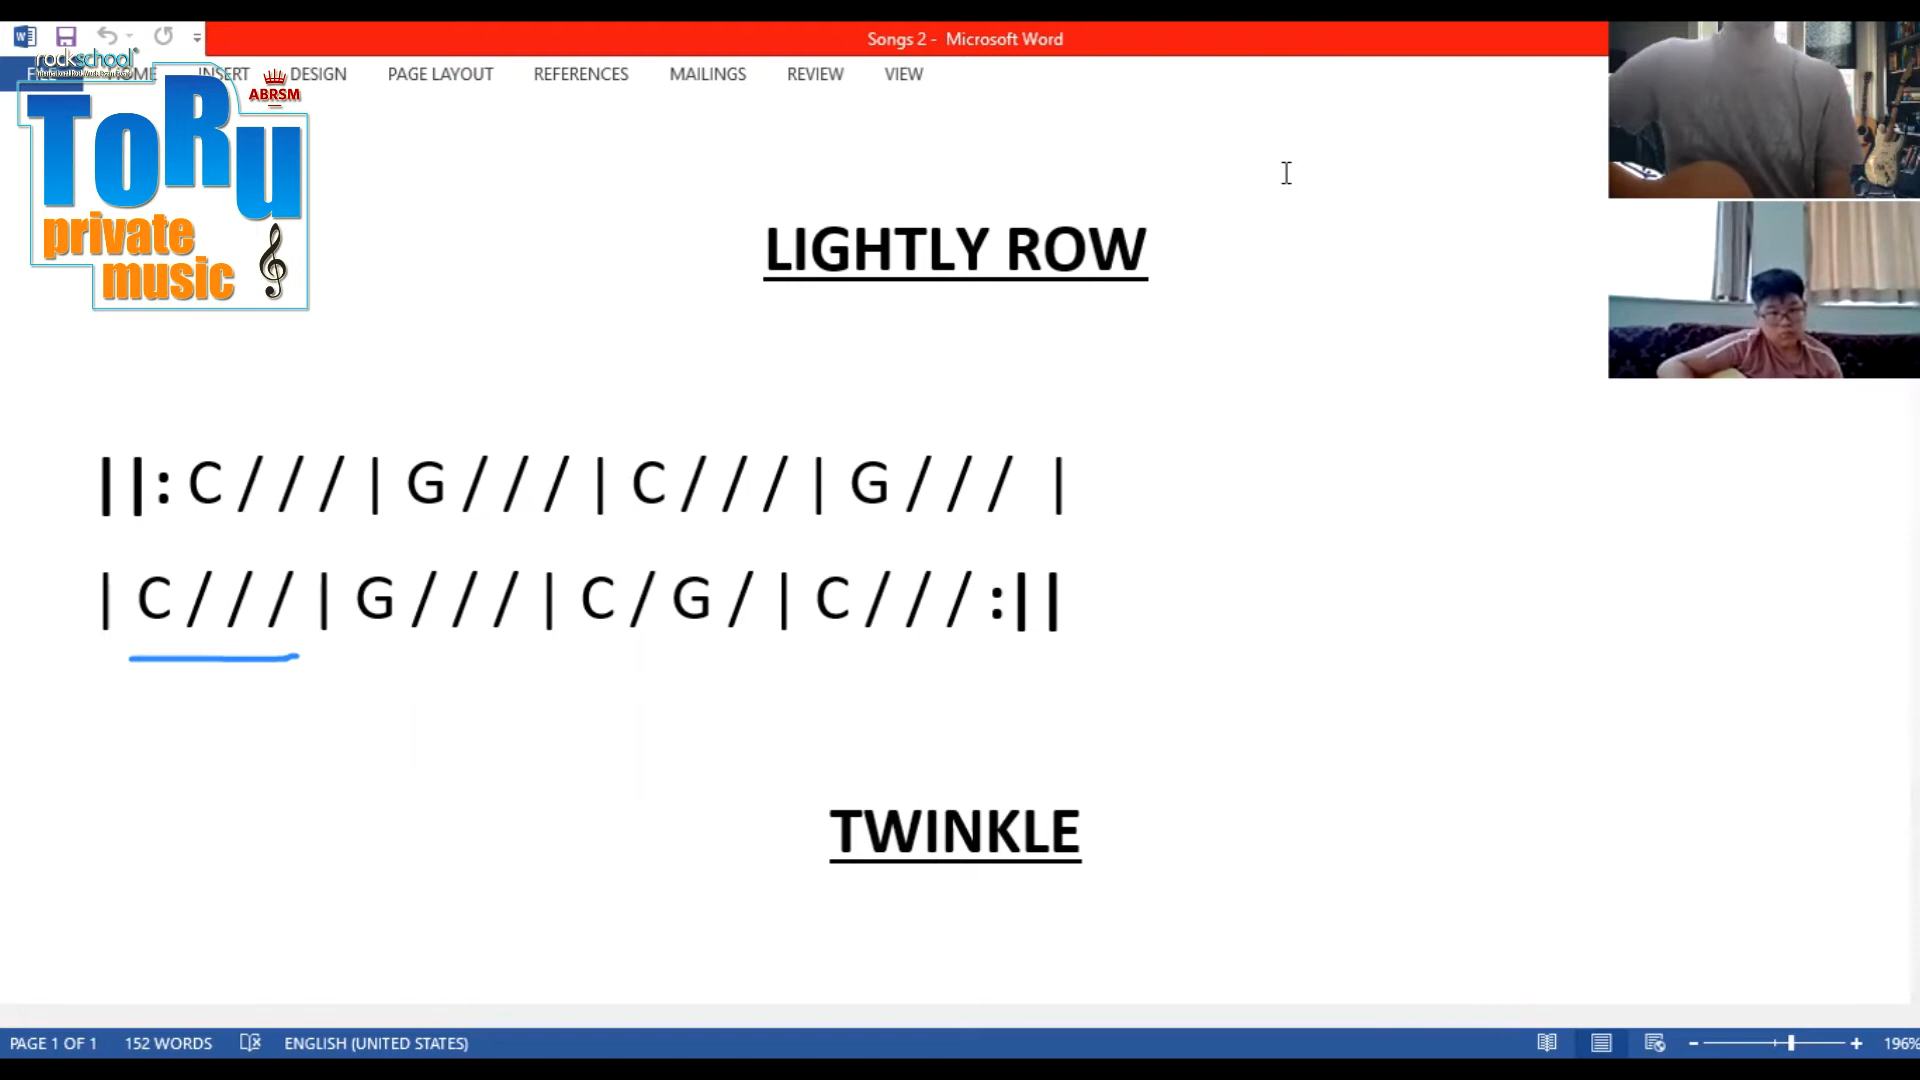 Songs 2 - Microsoft Word
rockschool
INSERT DESIGN PAGE LAYOUT REFERENCES MAILINGS REVIEW VIEW
ABRSM
ToRu
private
music
LIGHTLY ROW
||: C / / / | G / / / | C / / / | G / / / |
| C / / / | G / / / | C / G / | C / / / :||
TWINKLE
PAGE 1 OF 1 152 WORDS ENGLISH (UNITED STATES) 196%